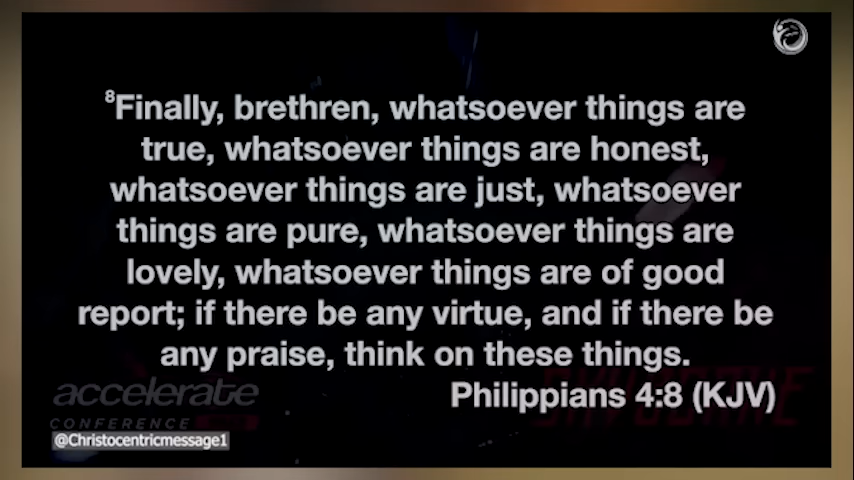 ⁸Finally, brethren, whatsoever things are
true, whatsoever things are honest,
whatsoever things are just, whatsoever
things are pure, whatsoever things are
lovely, whatsoever things are of good
report; if there be any virtue, and if there be
any praise, think on these things.
Philippians 4:8 (KJV)
accelerate
CONFERENCE
@Christocentricmessage1